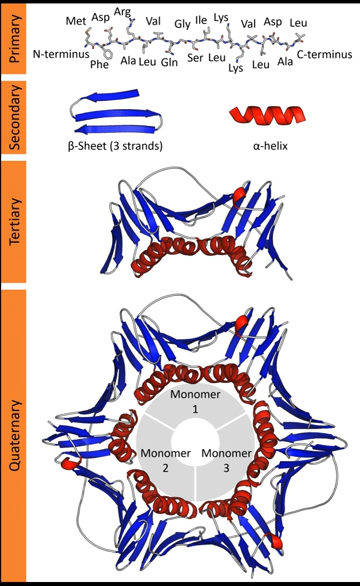 Primary
Met Asp Arg Val Gly Ile Lys Val Asp Leu
N-terminus C-terminus
Phe Ala Leu Gln Ser Leu Lys Leu Ala
Secondary
β-Sheet (3 strands)
α-helix
Tertiary
Quaternary
Monomer
1
Monomer
2
Monomer
3